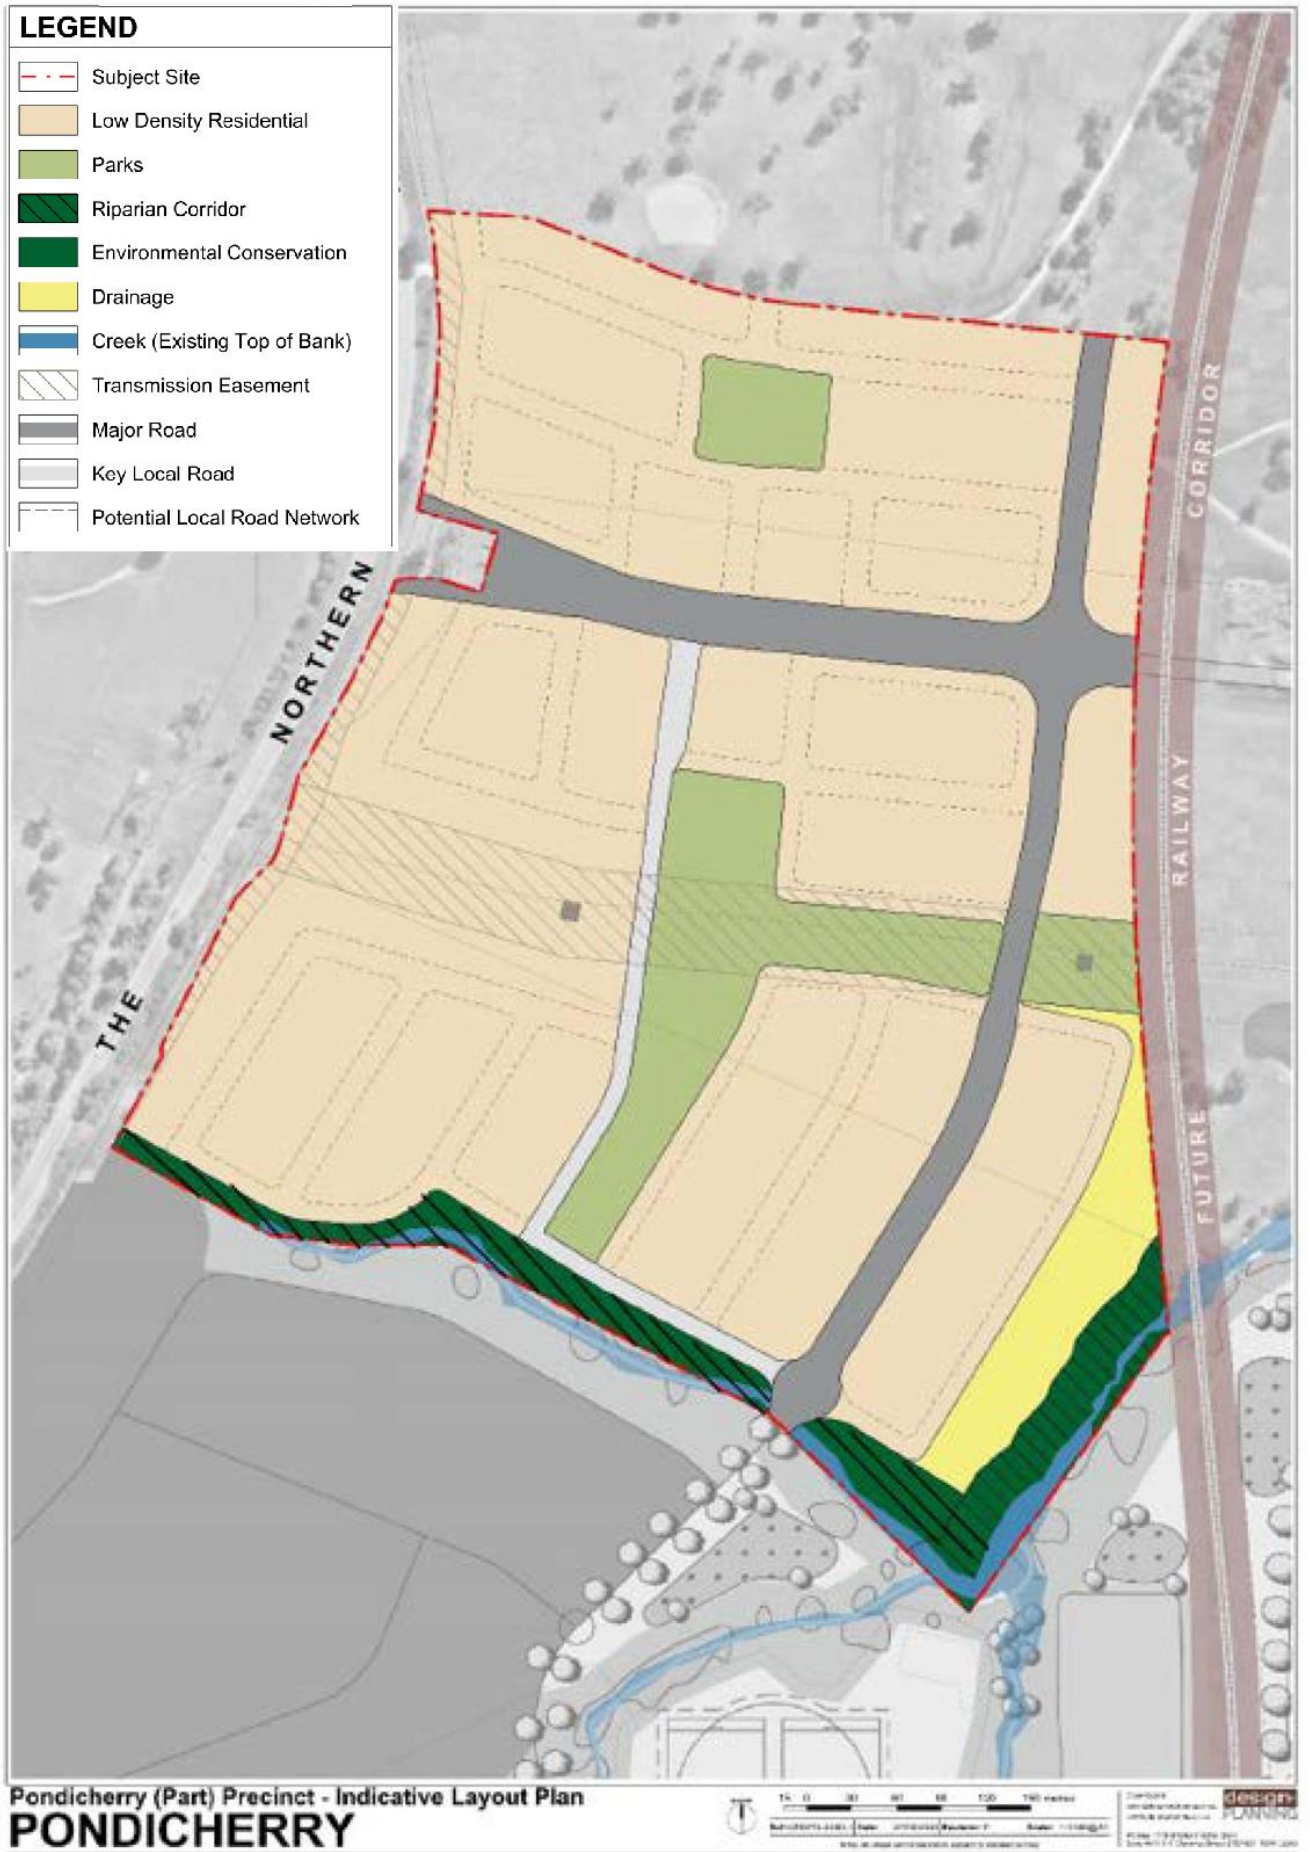 LEGEND
Subject Site
Low Density Residential
Parks
Riparian Corridor
Environmental Conservation
Drainage
Creek (Existing Top of Bank)
Transmission Easement
Major Road
Key Local Road
Potential Local Road Network
THE NORTHERN
FUTURE RAILWAY CORRIDOR
Pondicherry (Part) Precinct - Indicative Layout Plan
PONDICHERRY
design+
PLANNING